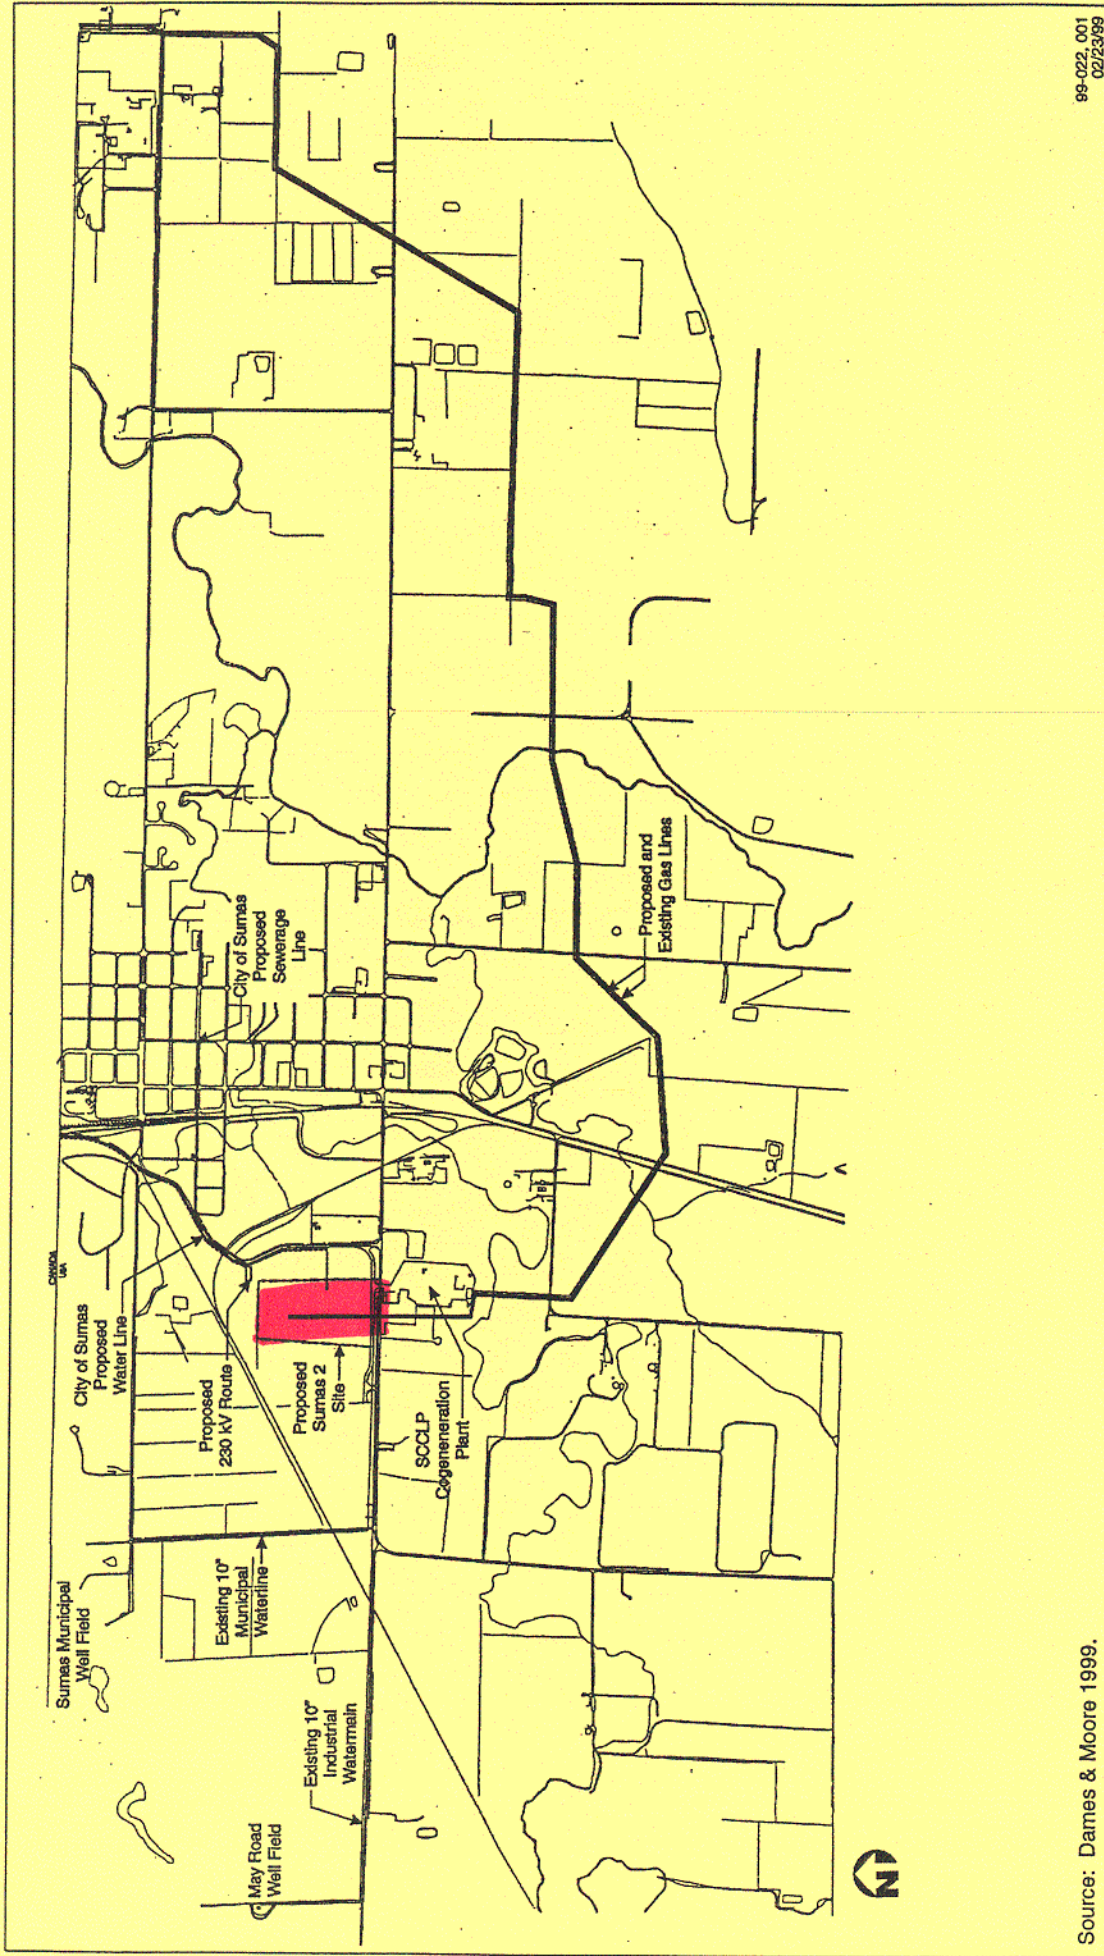 Sumas Municipal
Well Field
May Road
Well Field
Existing 10"
Industrial
Watermain
Existing 10"
Municipal
Waterline
City of Sumas
Proposed
Water Line
Proposed
230 kV Route
Proposed
Sumas 2
Site
SCCLP
Cogeneneration
Plant
CANADA
USA
City of Sumas
Proposed
Sewerage
Line
Proposed and
Existing Gas Lines
N
Source: Dames & Moore 1999.
99-022, 001
02/23/99